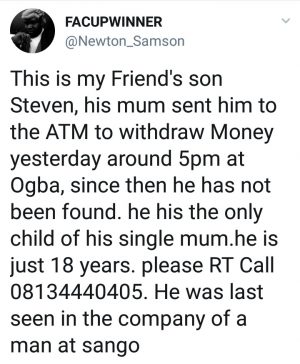 FACUPWINNER
@Newton_Samson
This is my Friend's son
Steven, his mum sent him to
the ATM to withdraw Money
yesterday around 5pm at
Ogba, since then he has not
been found. he his the only
child of his single mum.he is
just 18 years. please RT Call
08134440405. He was last
seen in the company of a
man at sango